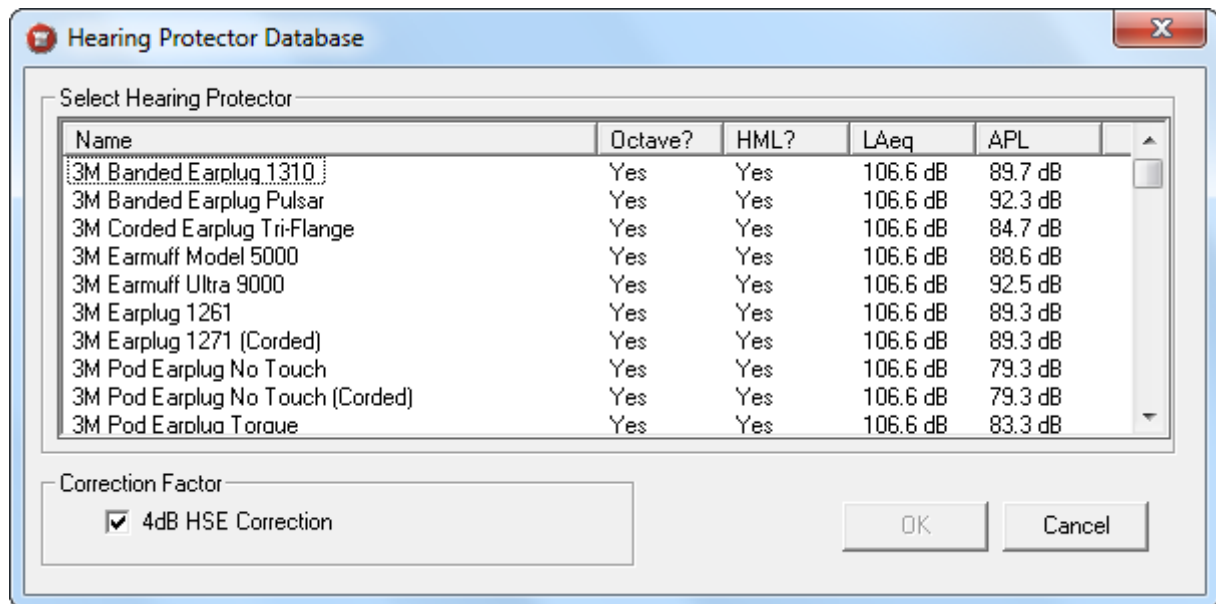 Hearing Protector Database
Select Hearing Protector
Name Octave? HML? LAeq APL
3M Banded Earplug 1310 Yes Yes 106.6 dB 89.7 dB
3M Banded Earplug Pulsar Yes Yes 106.6 dB 92.3 dB
3M Corded Earplug Tri-Flange Yes Yes 106.6 dB 84.7 dB
3M Earmuff Model 5000 Yes Yes 106.6 dB 88.6 dB
3M Earmuff Ultra 9000 Yes Yes 106.6 dB 92.5 dB
3M Earplug 1261 Yes Yes 106.6 dB 89.3 dB
3M Earplug 1271 (Corded) Yes Yes 106.6 dB 89.3 dB
3M Pod Earplug No Touch Yes Yes 106.6 dB 79.3 dB
3M Pod Earplug No Touch (Corded) Yes Yes 106.6 dB 79.3 dB
3M Pod Earplug Torque Yes Yes 106.6 dB 83.3 dB
Correction Factor
4dB HSE Correction
OK Cancel